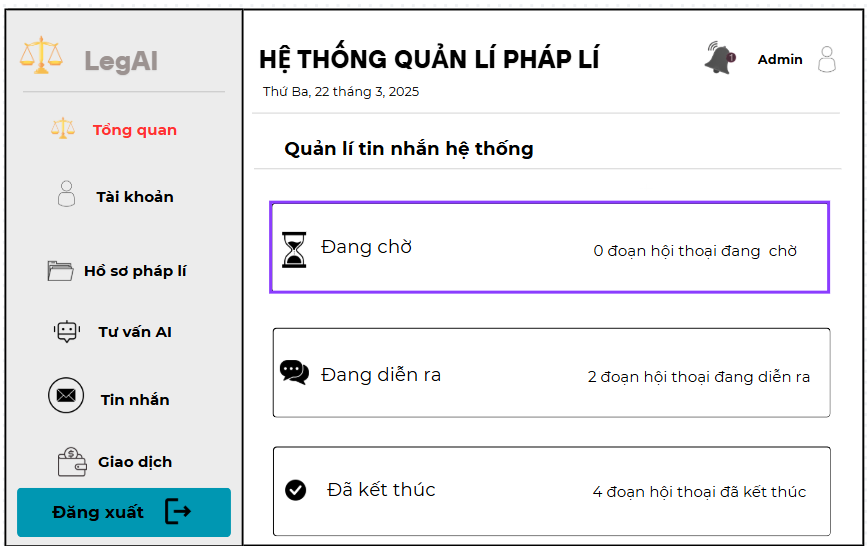 LegAI
Tổng quan
Tài khoản
Hồ sơ pháp lí
Tư vấn AI
Tin nhắn
Giao dịch
Đăng xuất
HỆ THỐNG QUẢN LÍ PHÁP LÍ
1
Admin
Thứ Ba, 22 tháng 3, 2025
Quản lí tin nhắn hệ thống
Đang chờ
0 đoạn hội thoại đang chờ
Đang diễn ra
2 đoạn hội thoại đang diễn ra
Đã kết thúc
4 đoạn hội thoại đã kết thúc